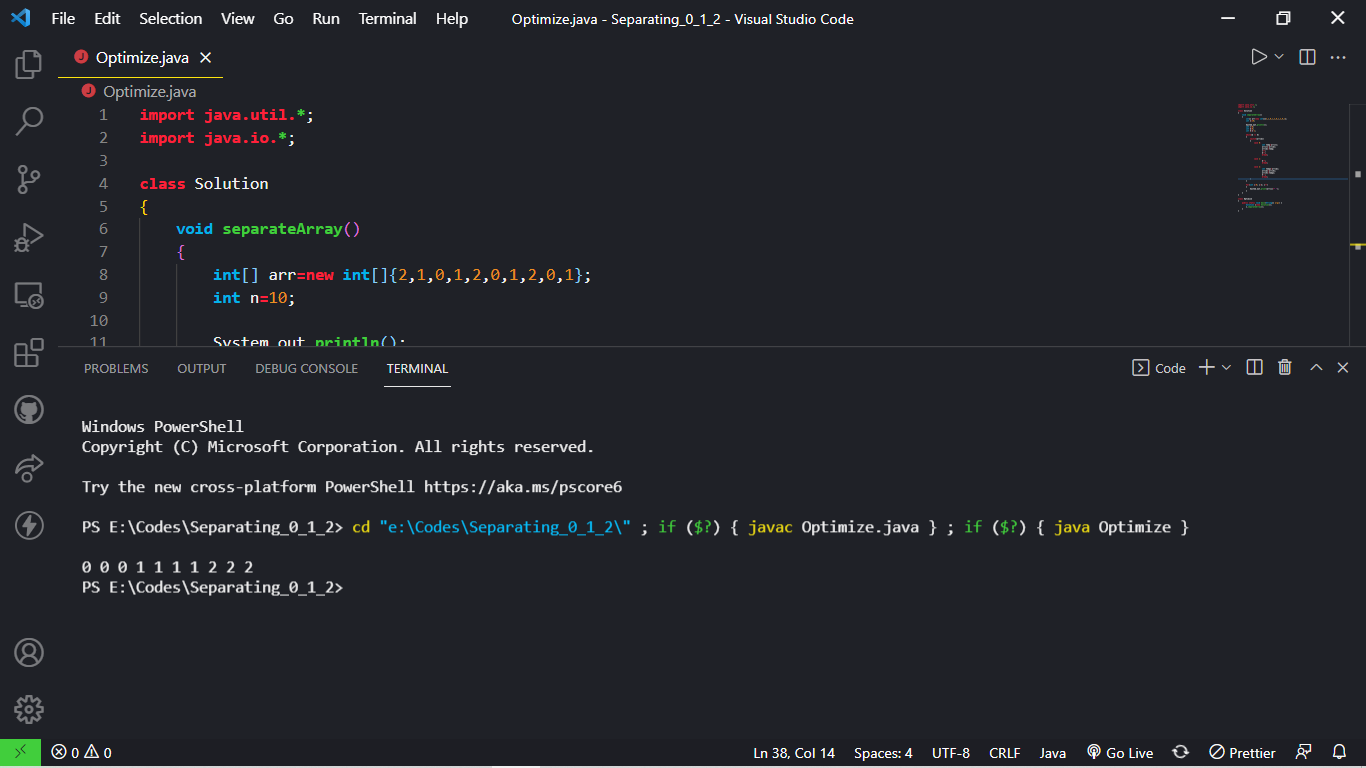 File Edit Selection View Go Run Terminal Help Optimize.java - Separating_0_1_2 - Visual Studio Code
J Optimize.java
J Optimize.java
1 import java.util.*;
2 import java.io.*;
3
4 class Solution
5 {
6 void separateArray()
7 {
8 int[] arr=new int[]{2,1,0,1,2,0,1,2,0,1};
9 int n=10;
10
11 System.out.println();
PROBLEMS OUTPUT DEBUG CONSOLE TERMINAL Code
Windows PowerShell
Copyright (C) Microsoft Corporation. All rights reserved.
Try the new cross-platform PowerShell https://aka.ms/pscore6
PS E:\Codes\Separating_0_1_2> cd "e:\Codes\Separating_0_1_2\" ; if ($?) { javac Optimize.java } ; if ($?) { java Optimize }
0 0 0 1 1 1 1 2 2 2
PS E:\Codes\Separating_0_1_2>
0 0 Ln 38, Col 14 Spaces: 4 UTF-8 CRLF Java Go Live Prettier